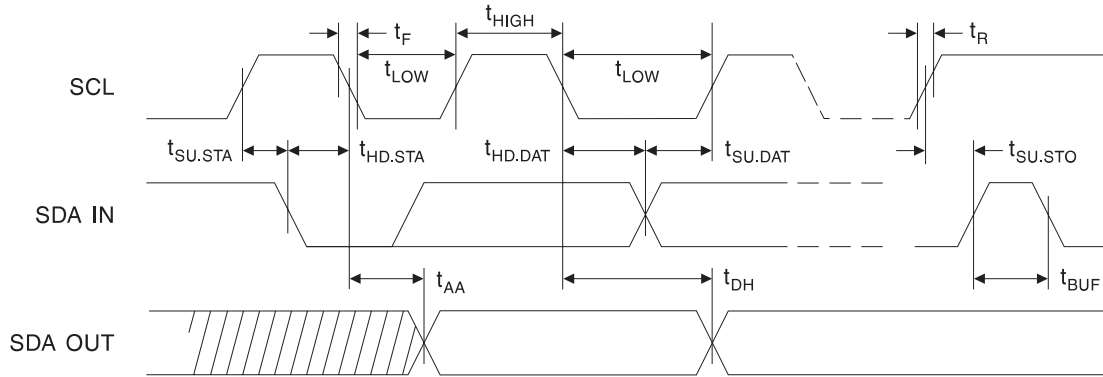 tHIGH
tF
tR
tLOW
tLOW
SCL
tSU.STA
tHD.STA
tHD.DAT
tSU.DAT
tSU.STO
SDA IN
tAA
tDH
tBUF
SDA OUT